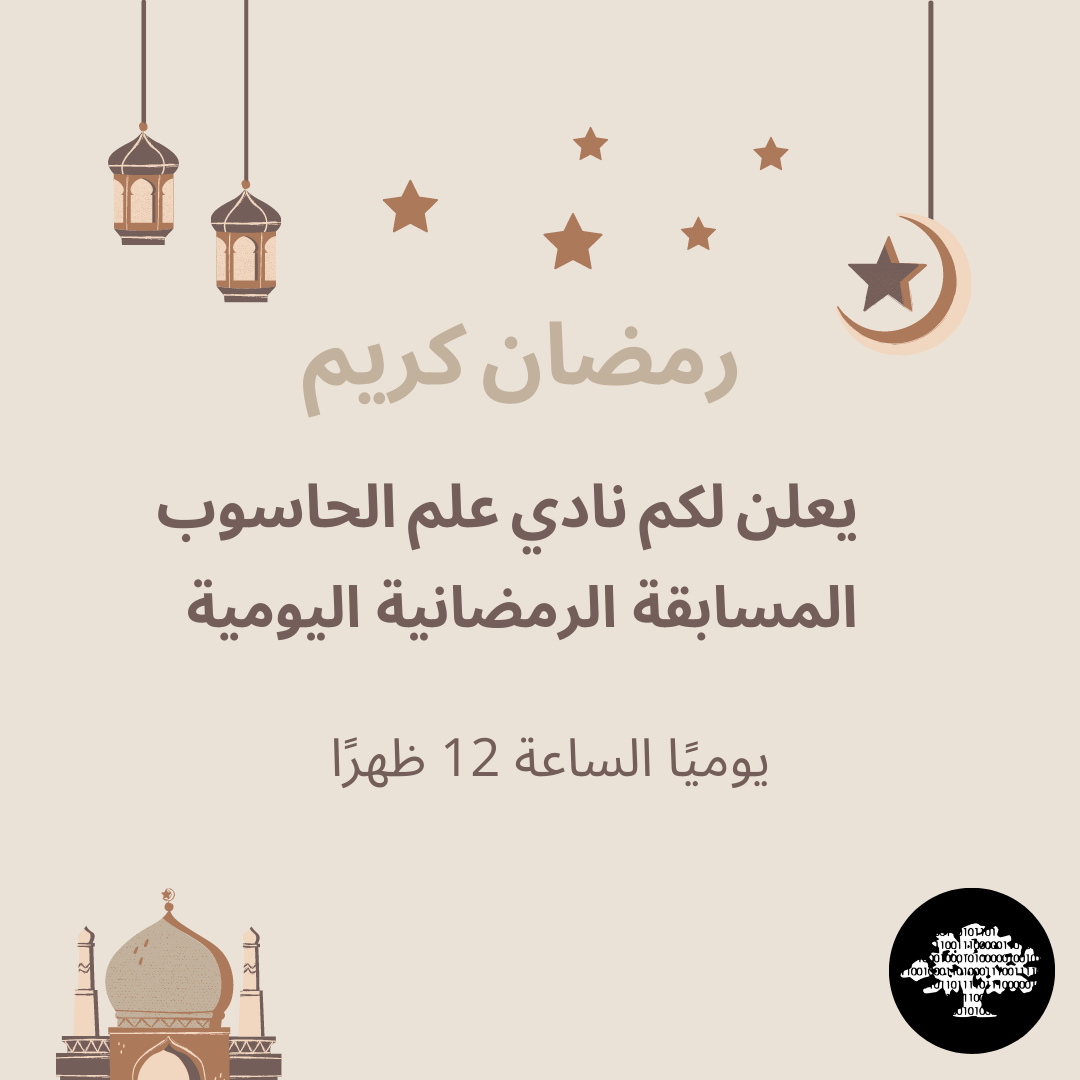 رمضان كريم
يعلن لكم نادي علم الحاسوب
المسابقة الرمضانية اليومية
يوميًا الساعة 12 ظهرًا